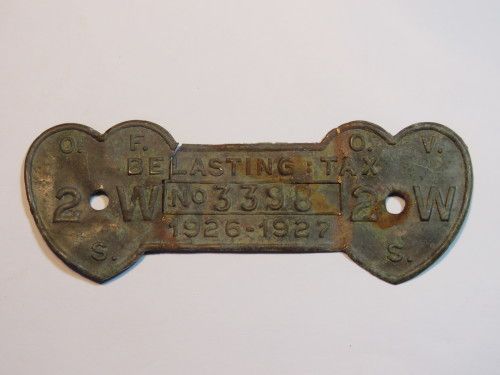 O. F. O. V.
BELASTING : TAX
2 W No 3398 2 W
1926-1927
S. S.